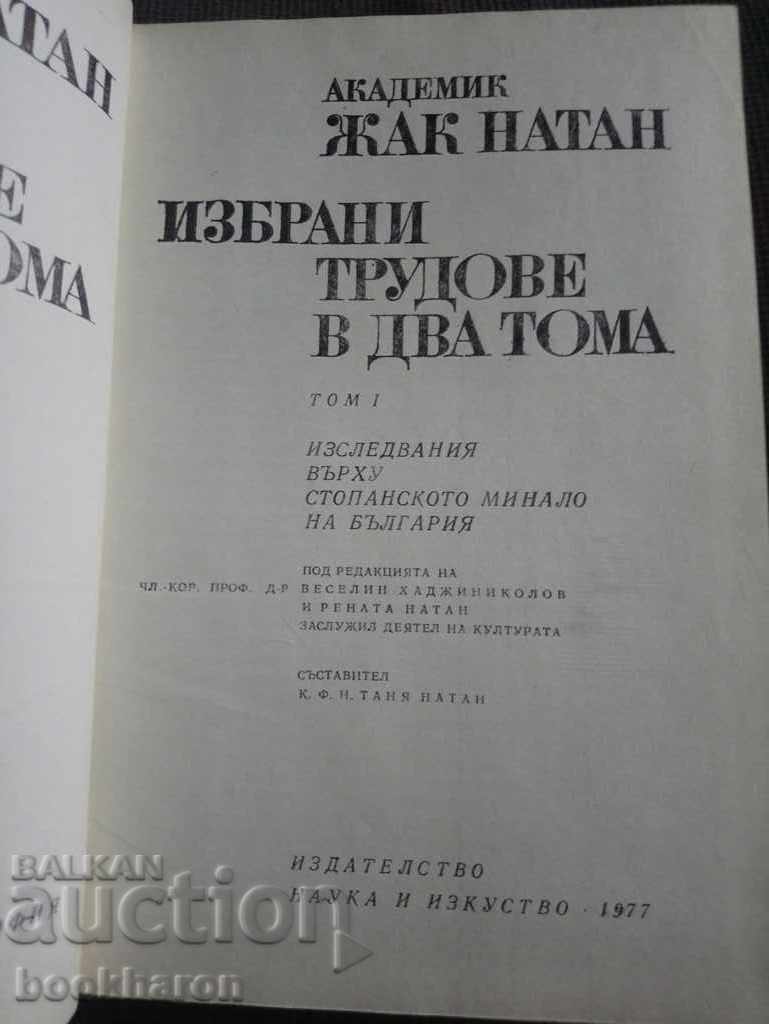 АТАН
Е
ОМА
АКАДЕМИК
ЖАК НАТАН
ИЗБРАНИ
ТРУДОВЕ
В ДВА ТОМА
ТОМ I
ИЗСЛЕДВАНИЯ
ВЪРХУ
СТОПАНСКОТО МИНАЛО
НА БЪЛГАРИЯ
ПОД РЕДАКЦИЯТА НА
ЧЛ.-КОР. ПРОФ. Д-Р ВЕСЕЛИН ХАДЖИНИКОЛОВ
И РЕНАТА НАТАН
ЗАСЛУЖИЛ ДЕЯТЕЛ НА КУЛТУРАТА
СЪСТАВИТЕЛ
К. Ф. Н. ТАНЯ НАТАН
ИЗДАТЕЛСТВО
НАУКА И ИЗКУСТВО · 1977
BALKAN
auction
bookharon